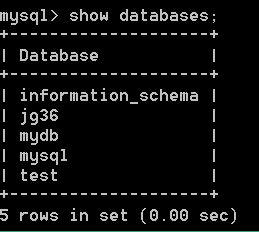 mysql> show databases;
+--------------------+
| Database           |
+--------------------+
| information_schema |
| jg36               |
| mydb               |
| mysql              |
| test               |
+--------------------+
5 rows in set (0.00 sec)